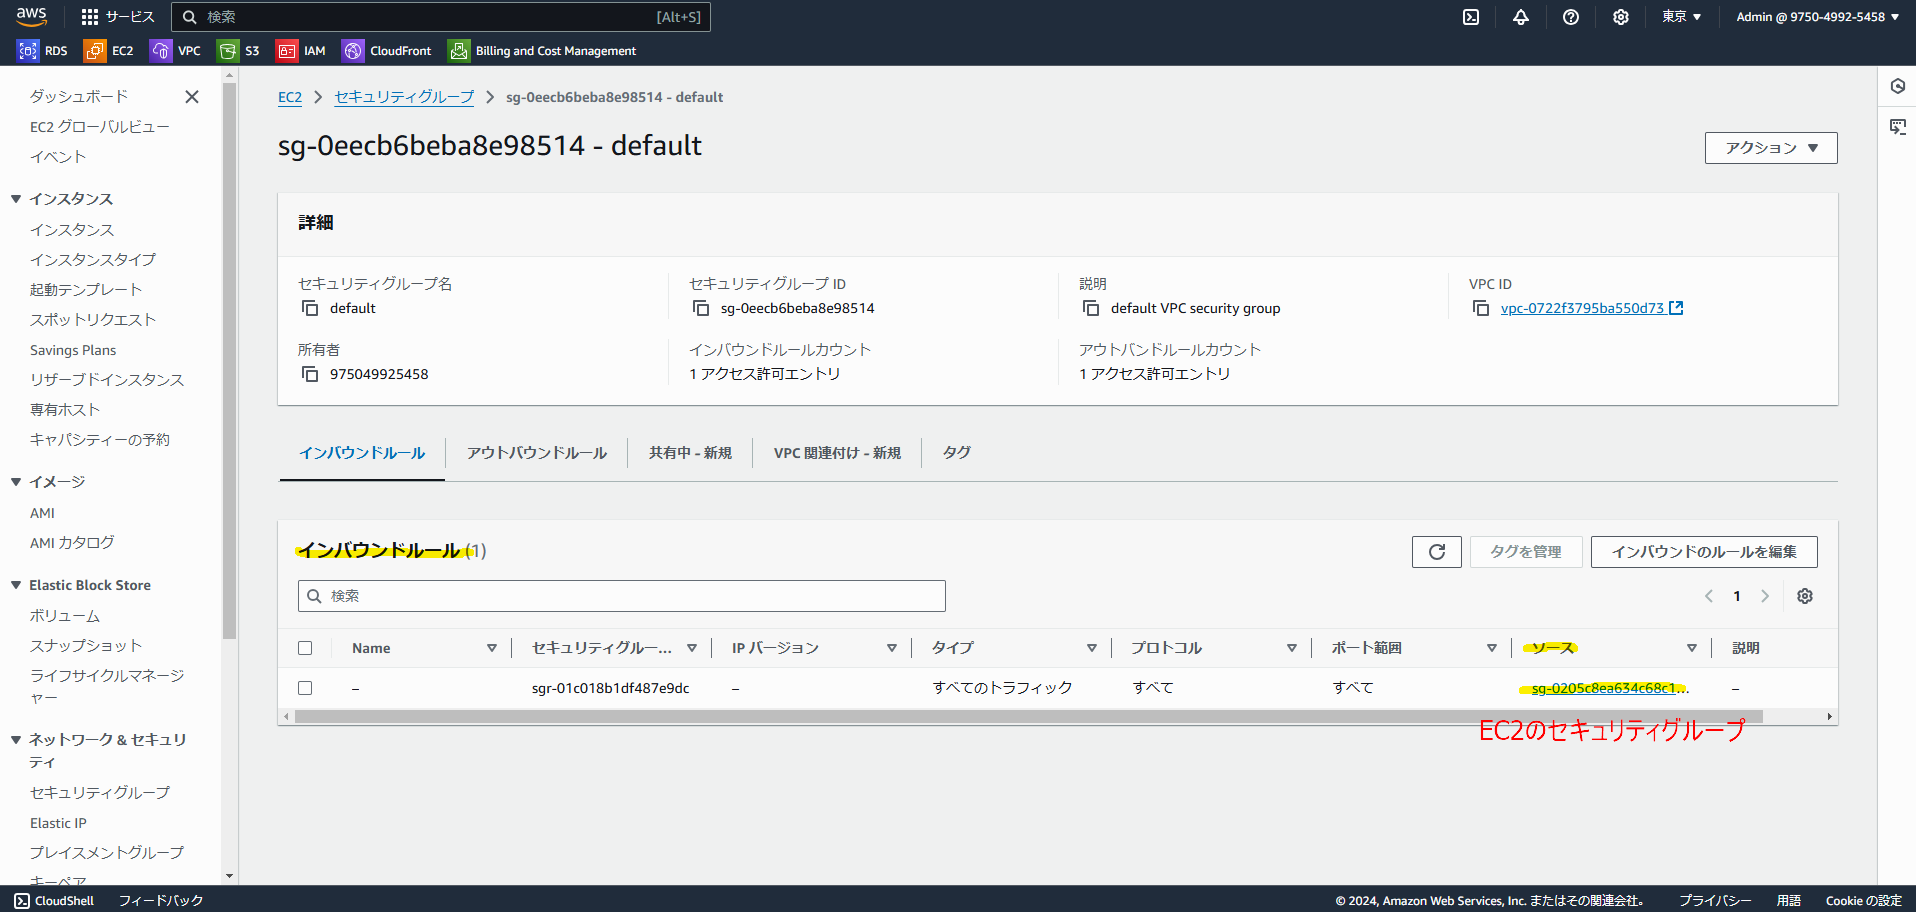 aws サービス 検索 [Alt+S] 東京 ▼ Admin @ 9750-4992-5458 ▼
RDS EC2 VPC S3 IAM CloudFront Billing and Cost Management
ダッシュボード
EC2 グローバルビュー
イベント
インスタンス
インスタンス
インスタンスタイプ
起動テンプレート
スポットリクエスト
Savings Plans
リザーブドインスタンス
専有ホスト
キャパシティーの予約
イメージ
AMI
AMI カタログ
Elastic Block Store
ボリューム
スナップショット
ライフサイクルマネージ
ャー
ネットワーク & セキュリ
ティ
セキュリティグループ
Elastic IP
プレイスメントグループ
キーペア
EC2 > セキュリティグループ > sg-0eecb6beba8e98514 - default
sg-0eecb6beba8e98514 - default
アクション ▼
詳細
セキュリティグループ名
default
セキュリティグループ ID
sg-0eecb6beba8e98514
説明
default VPC security group
VPC ID
vpc-0722f3795ba550d73
所有者
975049925458
インバウンドルールカウント
1 アクセス許可エントリ
アウトバンドルールカウント
1 アクセス許可エントリ
インバウンドルール アウトバウンドルール 共有中 - 新規 VPC 関連付け - 新規 タグ
インバウンドルール (1)
タグを管理 インバウンドのルールを編集
検索
1
Name セキュリティグルー... IP バージョン タイプ プロトコル ポート範囲 ソース 説明
– sgr-01c018b1df487e9dc – すべてのトラフィック すべて すべて sg-0205c8ea634c68c1... –
EC2のセキュリティグループ
CloudShell フィードバック © 2024, Amazon Web Services, Inc. またはその関連会社。 プライバシー 用語 Cookie の設定